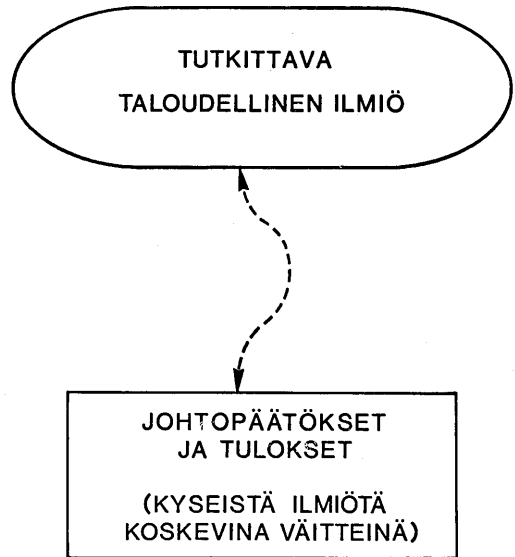 TUTKITTAVA
TALOUDELLINEN ILMIÖ
JOHTOPÄÄTÖKSET
JA TULOKSET
(KYSEISTÄ ILMIÖTÄ
KOSKEVINA VÄITTEINÄ)